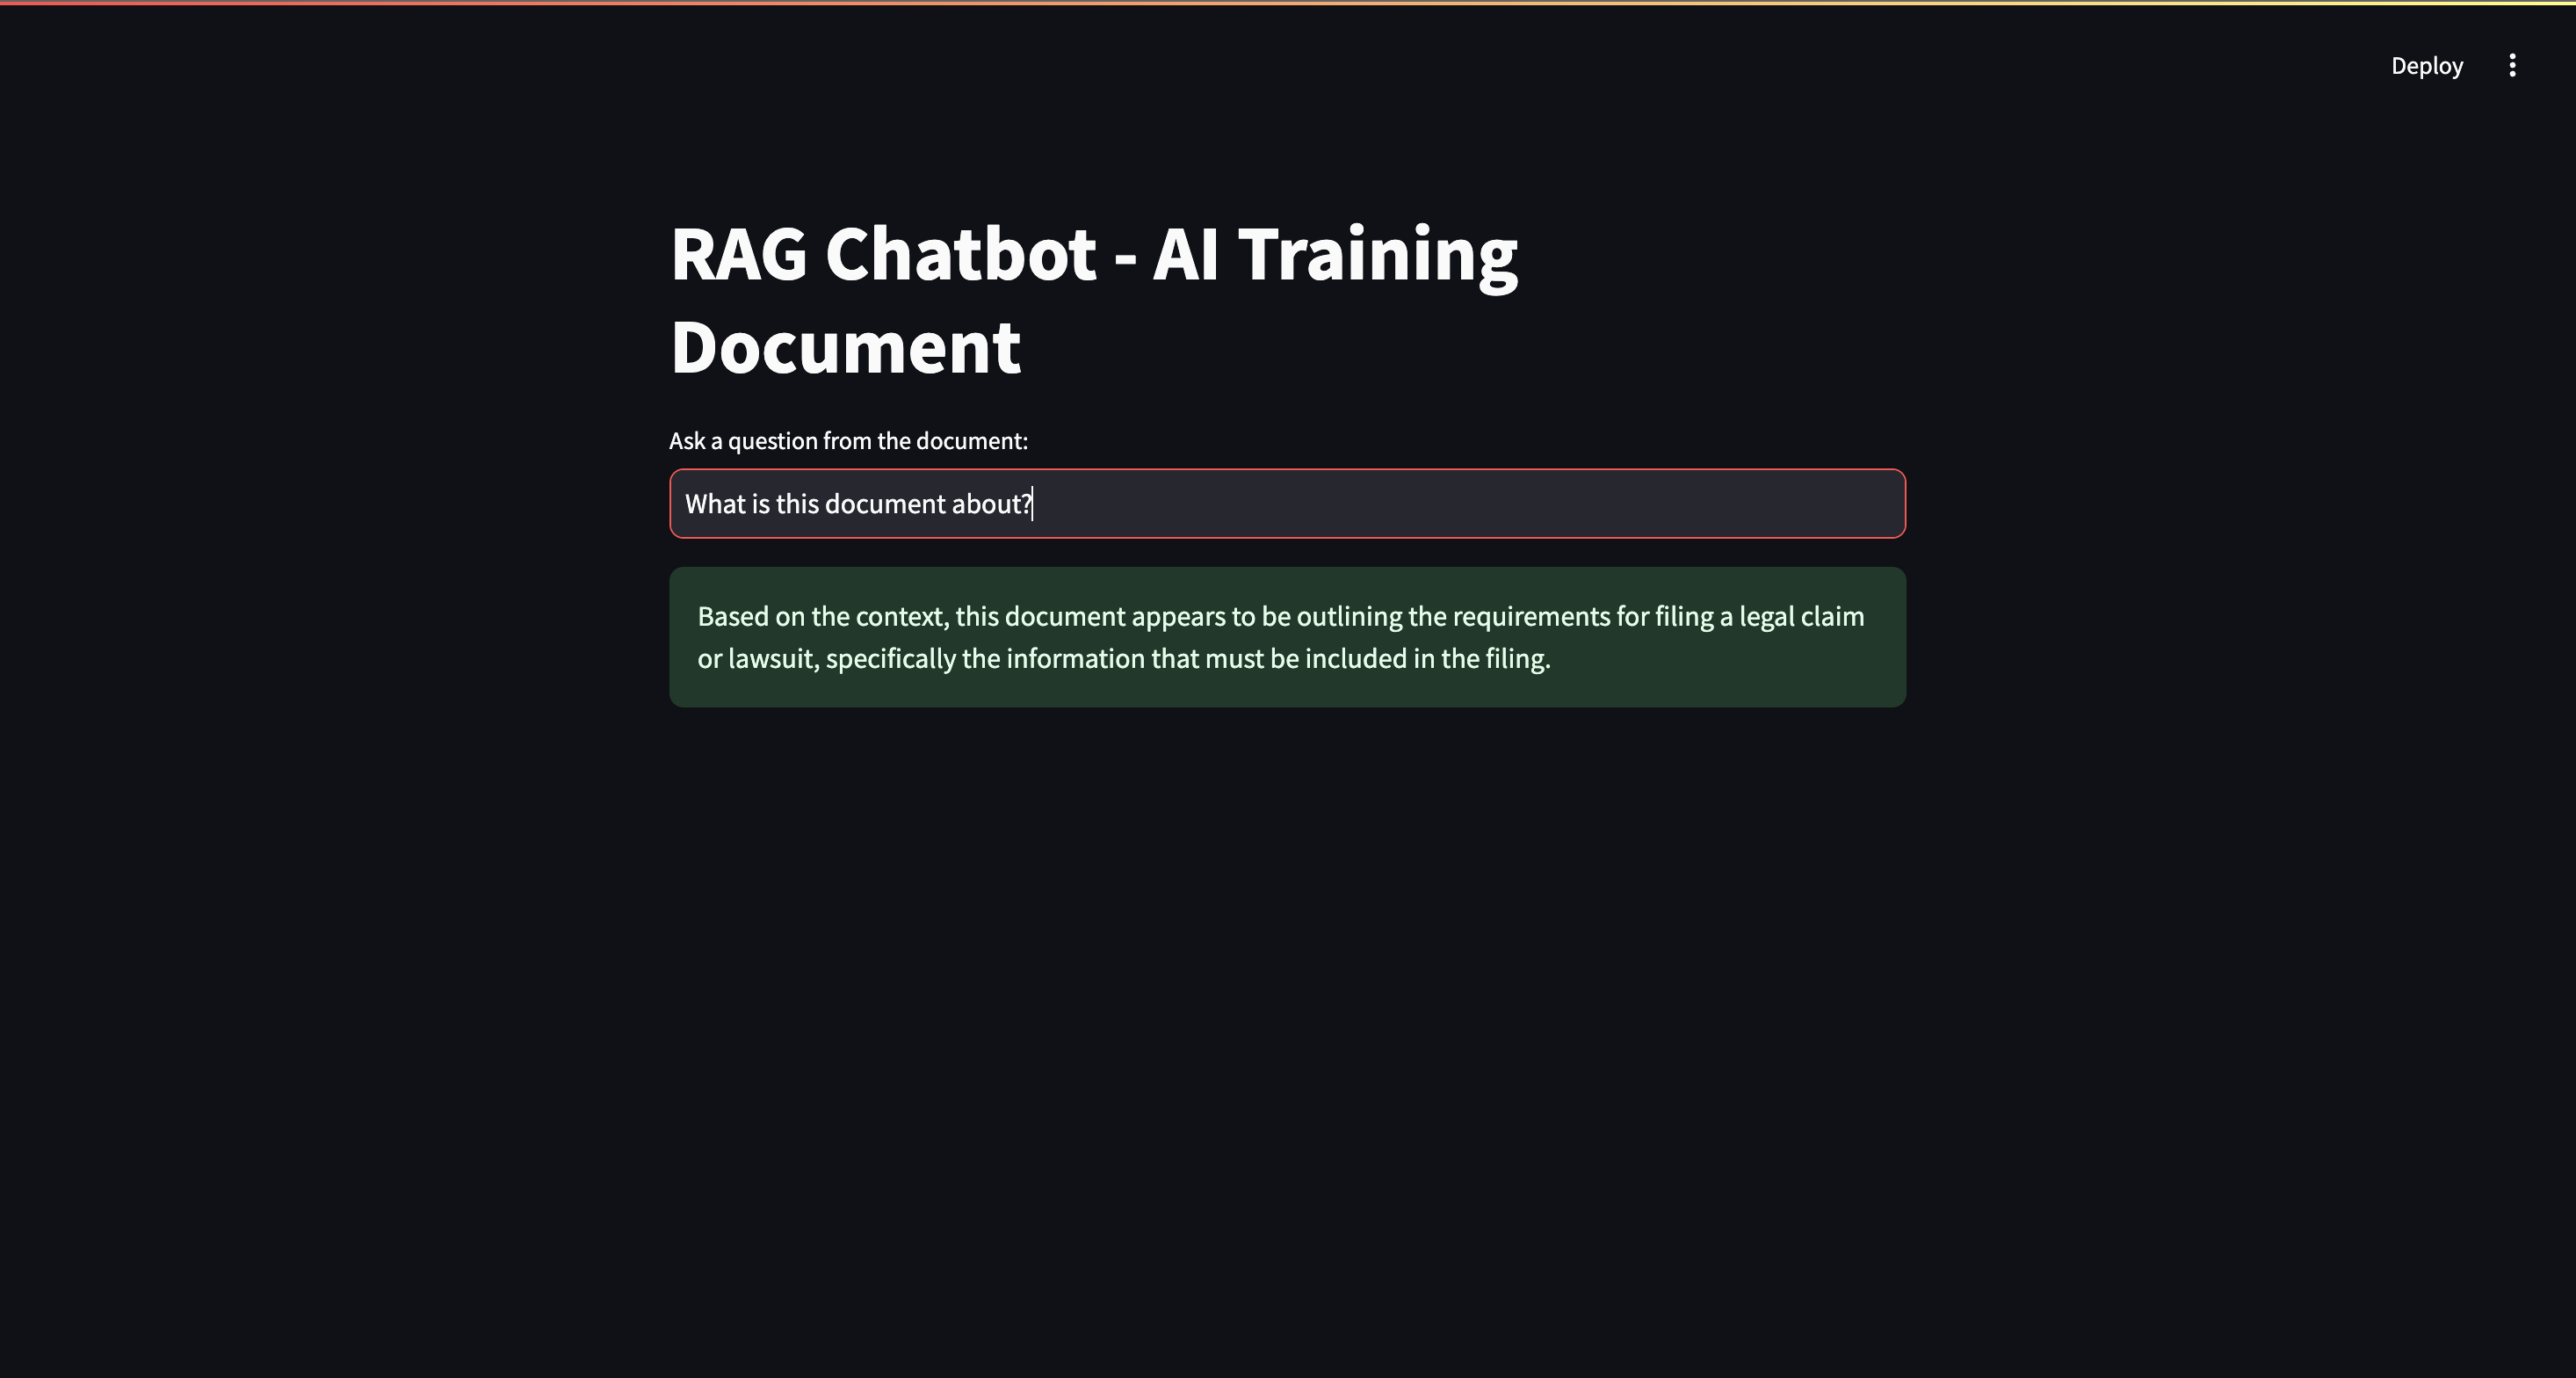 Deploy
RAG Chatbot - AI Training
Document
Ask a question from the document:
What is this document about?
Based on the context, this document appears to be outlining the requirements for filing a legal claim
or lawsuit, specifically the information that must be included in the filing.